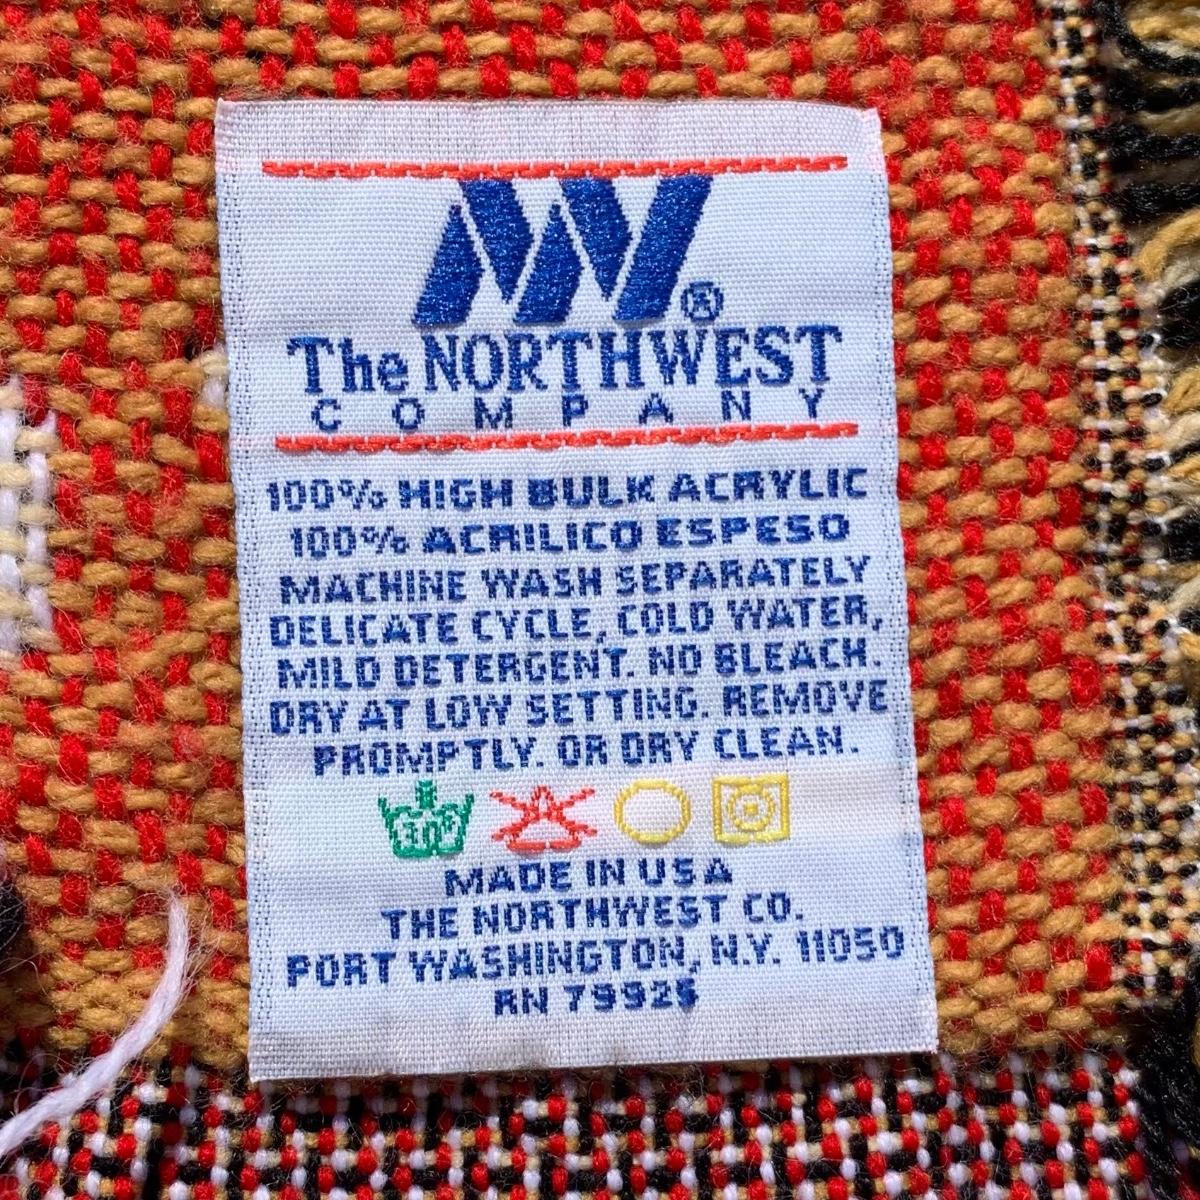 ®
The NORTHWEST
COMPANY
100% HIGH BULK ACRYLIC
100% ACRILICO ESPESO
MACHINE WASH SEPARATELY
DELICATE CYCLE, COLD WATER,
MILD DETERGENT. NO BLEACH.
DRY AT LOW SETTING. REMOVE
PROMPTLY. OR DRY CLEAN.
30°
MADE IN USA
THE NORTHWEST CO.
PORT WASHINGTON, N.Y. 11050
RN 79925